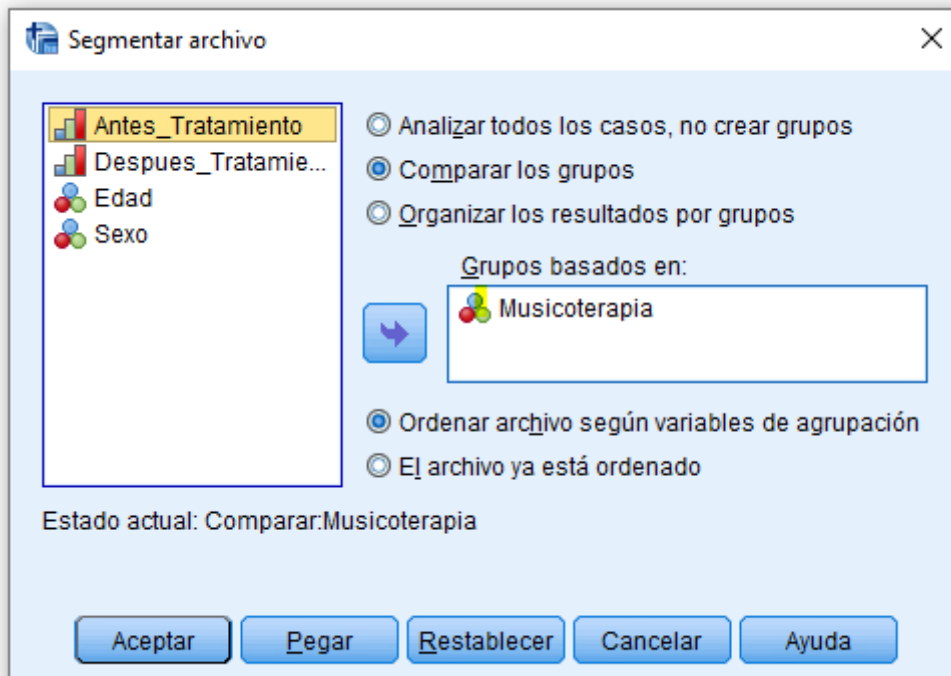 Segmentar archivo
Antes_Tratamiento
Despues_Tratamie...
Edad
Sexo
Analizar todos los casos, no crear grupos
Comparar los grupos
Organizar los resultados por grupos
Grupos basados en:
Musicoterapia
Ordenar archivo según variables de agrupación
El archivo ya está ordenado
Estado actual: Comparar:Musicoterapia
Aceptar Pegar Restablecer Cancelar Ayuda